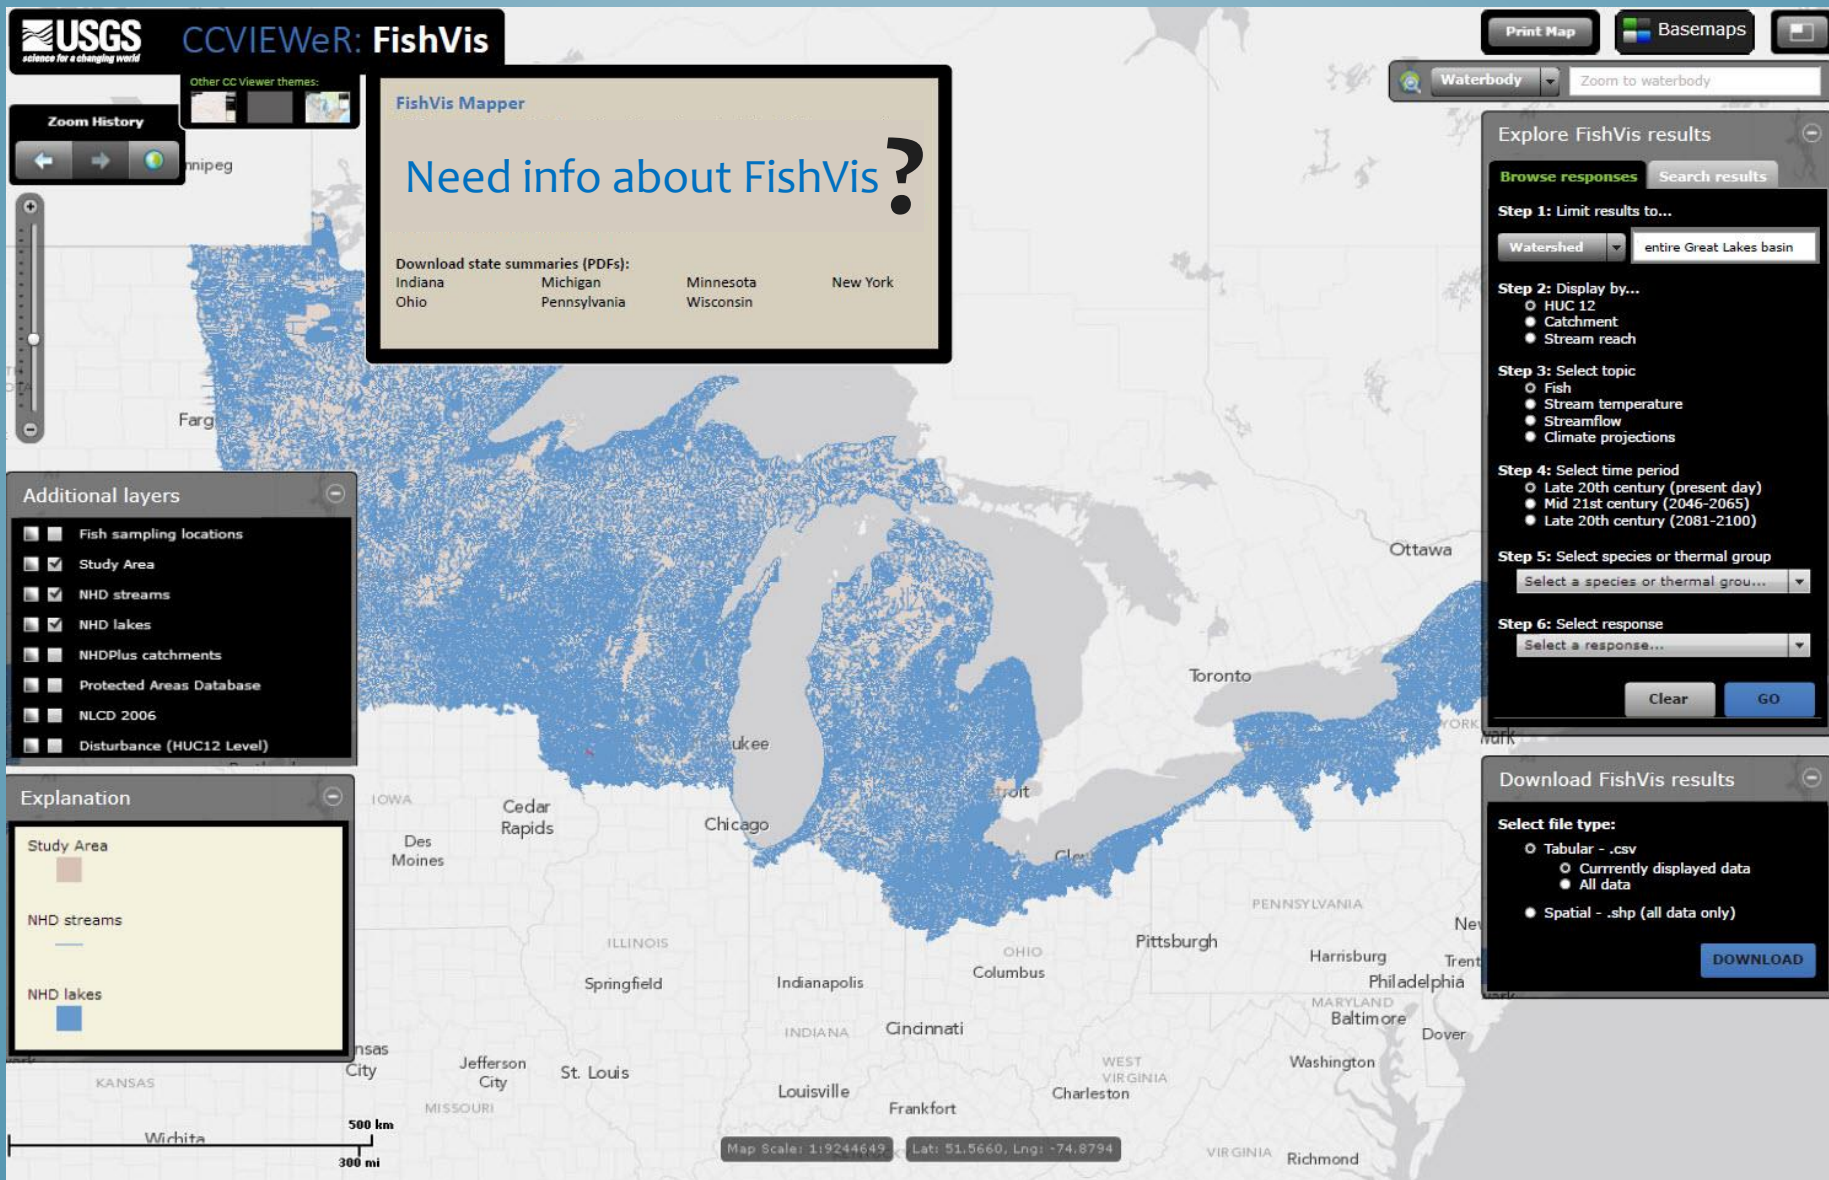 USGS
science for a changing world
CCVIEWeR: FishVis
Print Map
Basemaps
Other CC Viewer themes:
Waterbody
Zoom to waterbody
Zoom History
nnipeg
FishVis Mapper
Need info about FishVis?
Download state summaries (PDFs):
Indiana Michigan Minnesota New York
Ohio Pennsylvania Wisconsin
Explore FishVis results
Browse responses Search results
Step 1: Limit results to...
Watershed entire Great Lakes basin
Step 2: Display by...
HUC 12
Catchment
Stream reach
Step 3: Select topic
Fish
Stream temperature
Streamflow
Climate projections
Step 4: Select time period
Late 20th century (present day)
Mid 21st century (2046-2065)
Late 20th century (2081-2100)
Step 5: Select species or thermal group
Select a species or thermal grou...
Step 6: Select response
Select a response...
Clear GO
Farg
Additional layers
Fish sampling locations
Study Area
NHD streams
NHD lakes
NHDPlus catchments
Protected Areas Database
NLCD 2006
Disturbance (HUC12 Level)
Ottawa
Toronto
YORK
wark
ukee
troit
Chicago
IOWA
Cedar
Rapids
Des
Moines
Explanation
Study Area
NHD streams
NHD lakes
Download FishVis results
Select file type:
Tabular - .csv
Currrently displayed data
All data
Spatial - .shp (all data only)
DOWNLOAD
PENNSYLVANIA
New
Pittsburgh
Harrisburg
Trent
Philadelphia
ILLINOIS
OHIO
Columbus
Springfield
Indianapolis
MARYLAND
Baltimore
Dover
INDIANA
Cincinnati
nsas
City
Jefferson
City
St. Louis
WEST
VIRGINIA
Washington
KANSAS
Louisville
Charleston
MISSOURI
Frankfort
500 km
Wichita
300 mi
Map Scale: 1:9244649
Lat: 51.5660, Lng: -74.8794
VIRGINIA
Richmond